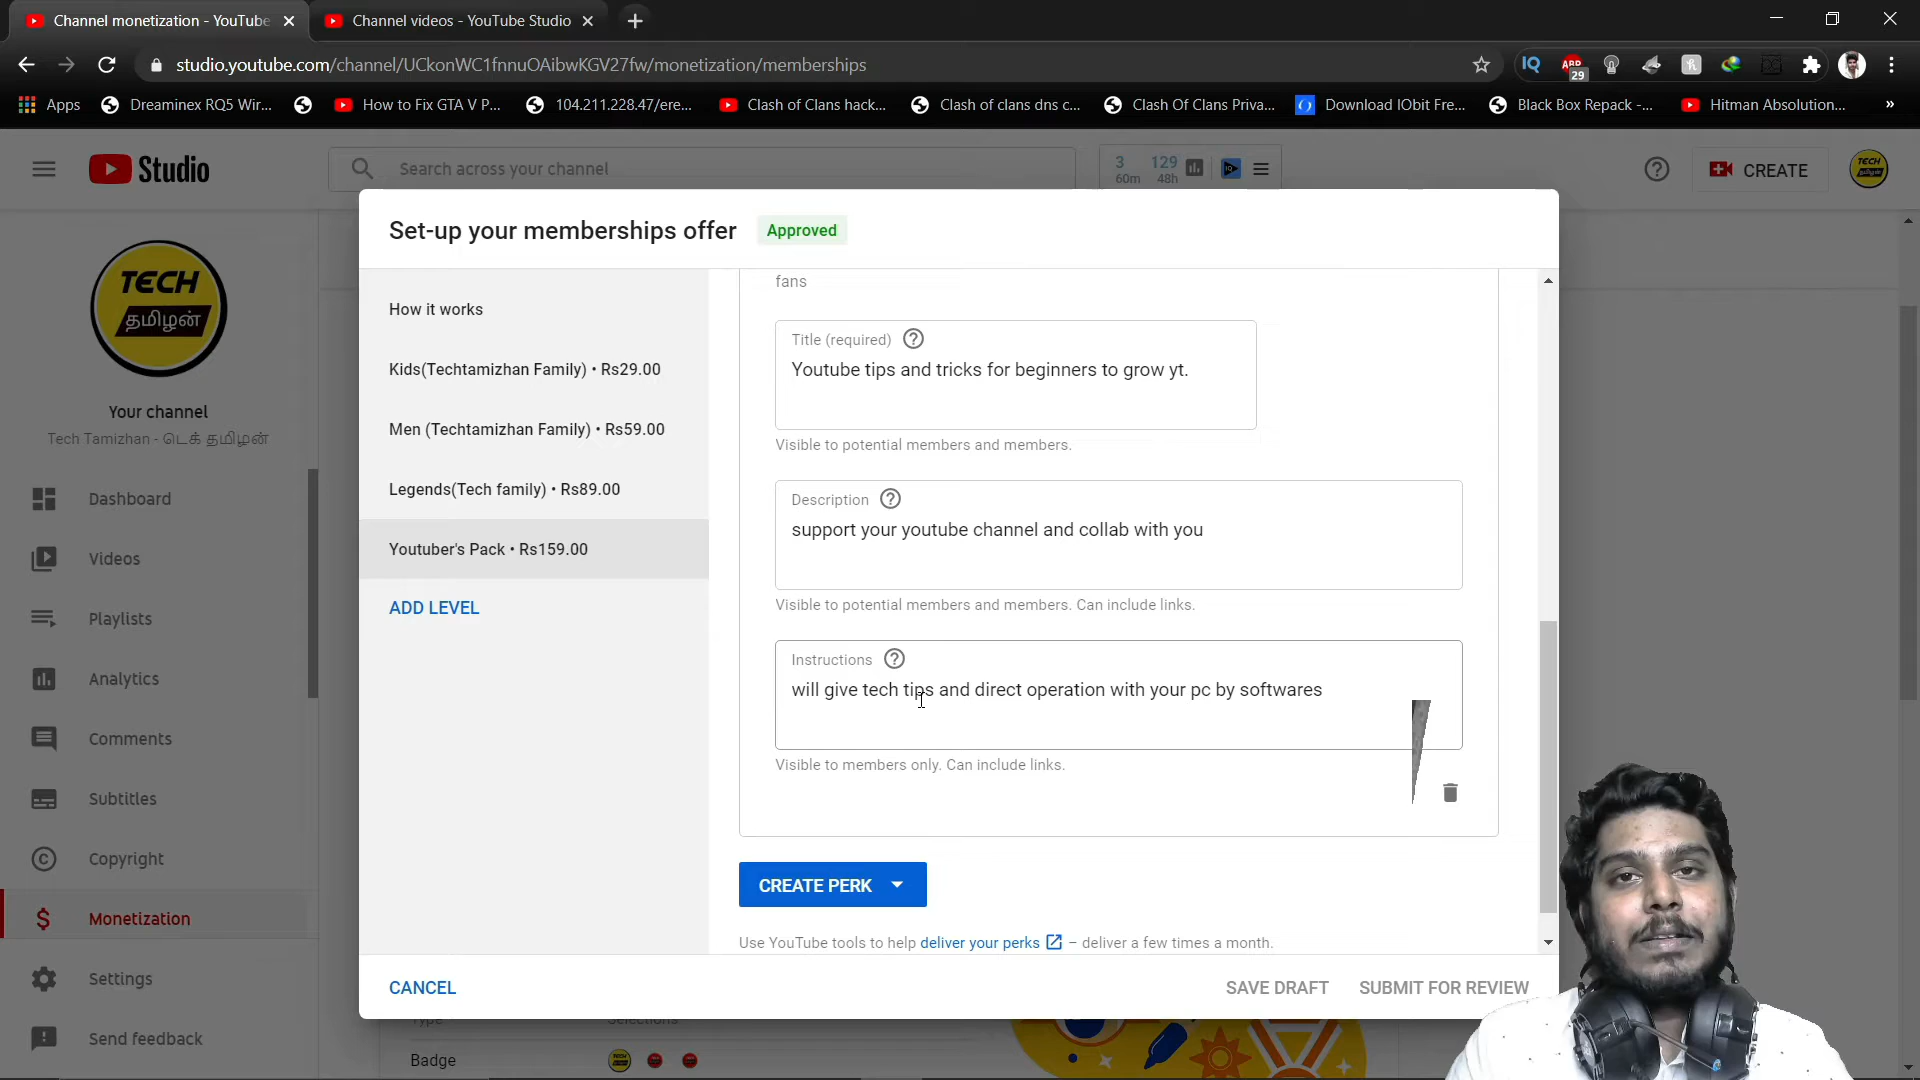 Channel monetization - YouTube
Channel videos - YouTube Studio
studio.youtube.com/channel/UCkonWC1fnnuOAibwKGV27fw/monetization/memberships
29
Apps
Dreaminex RQ5 Wir...
How to Fix GTA V P...
104.211.228.47/ere...
Clash of Clans hack...
Clash of clans dns c...
Clash Of Clans Priva...
Download IObit Fre...
Black Box Repack -...
Hitman Absolution...
Studio
Search across your channel
3
60m
129
48h
CREATE
Set-up your memberships offer
Approved
TECH
தமிழன்
Your channel
Tech Tamizhan - டெக் தமிழன்
Dashboard
Videos
Playlists
Analytics
Comments
Subtitles
Copyright
Monetization
Settings
Send feedback
How it works
Kids(Techtamizhan Family) • Rs29.00
Men (Techtamizhan Family) • Rs59.00
Legends(Tech family) • Rs89.00
Youtuber's Pack • Rs159.00
ADD LEVEL
fans
Title (required)
Youtube tips and tricks for beginners to grow yt.
Visible to potential members and members.
Description
support your youtube channel and collab with you
Visible to potential members and members. Can include links.
Instructions
will give tech tips and direct operation with your pc by softwares
Visible to members only. Can include links.
CREATE PERK
Use YouTube tools to help deliver your perks – deliver a few times a month.
CANCEL
SAVE DRAFT
SUBMIT FOR REVIEW
Badge